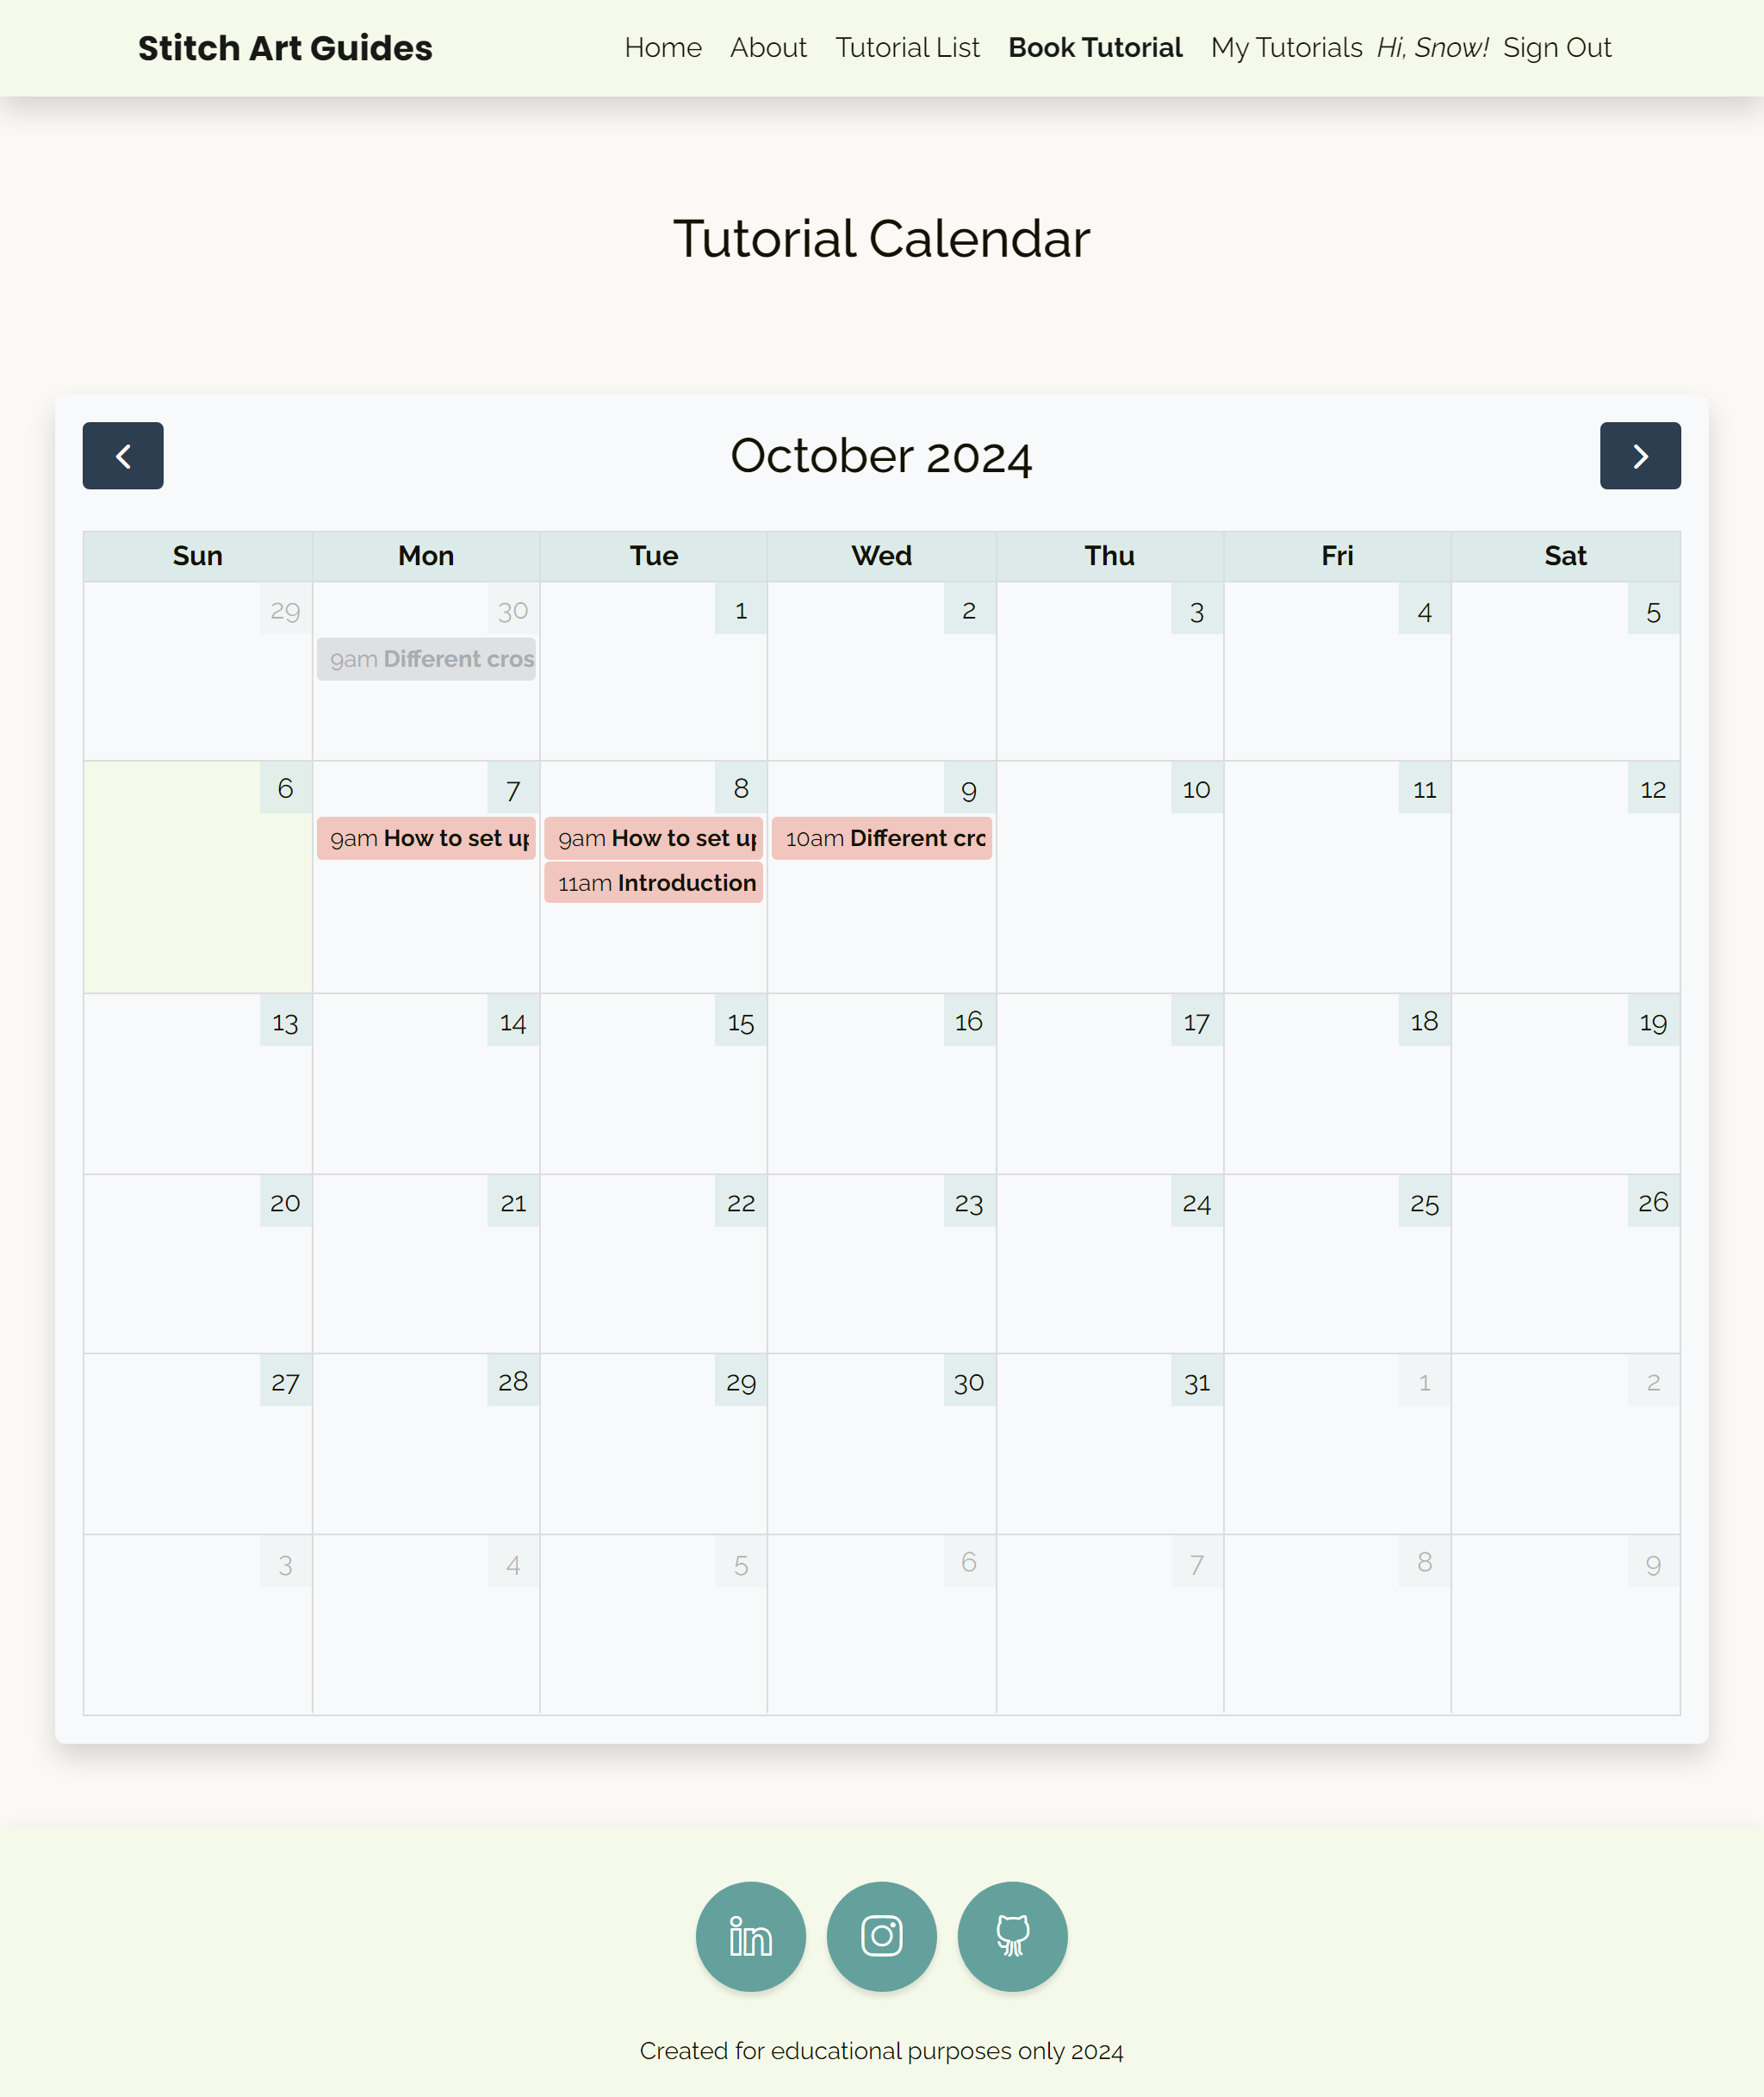 Stitch Art Guides Home About Tutorial List Book Tutorial My Tutorials Hi, Snow! Sign Out
Tutorial Calendar
October 2024
Sun Mon Tue Wed Thu Fri Sat
29 30 1 2 3 4 5
9am Different cros
6 7 8 9 10 11 12
9am How to set up 9am How to set up 10am Different cro
11am Introduction
13 14 15 16 17 18 19
20 21 22 23 24 25 26
27 28 29 30 31 1 2
3 4 5 6 7 8 9
in
Created for educational purposes only 2024